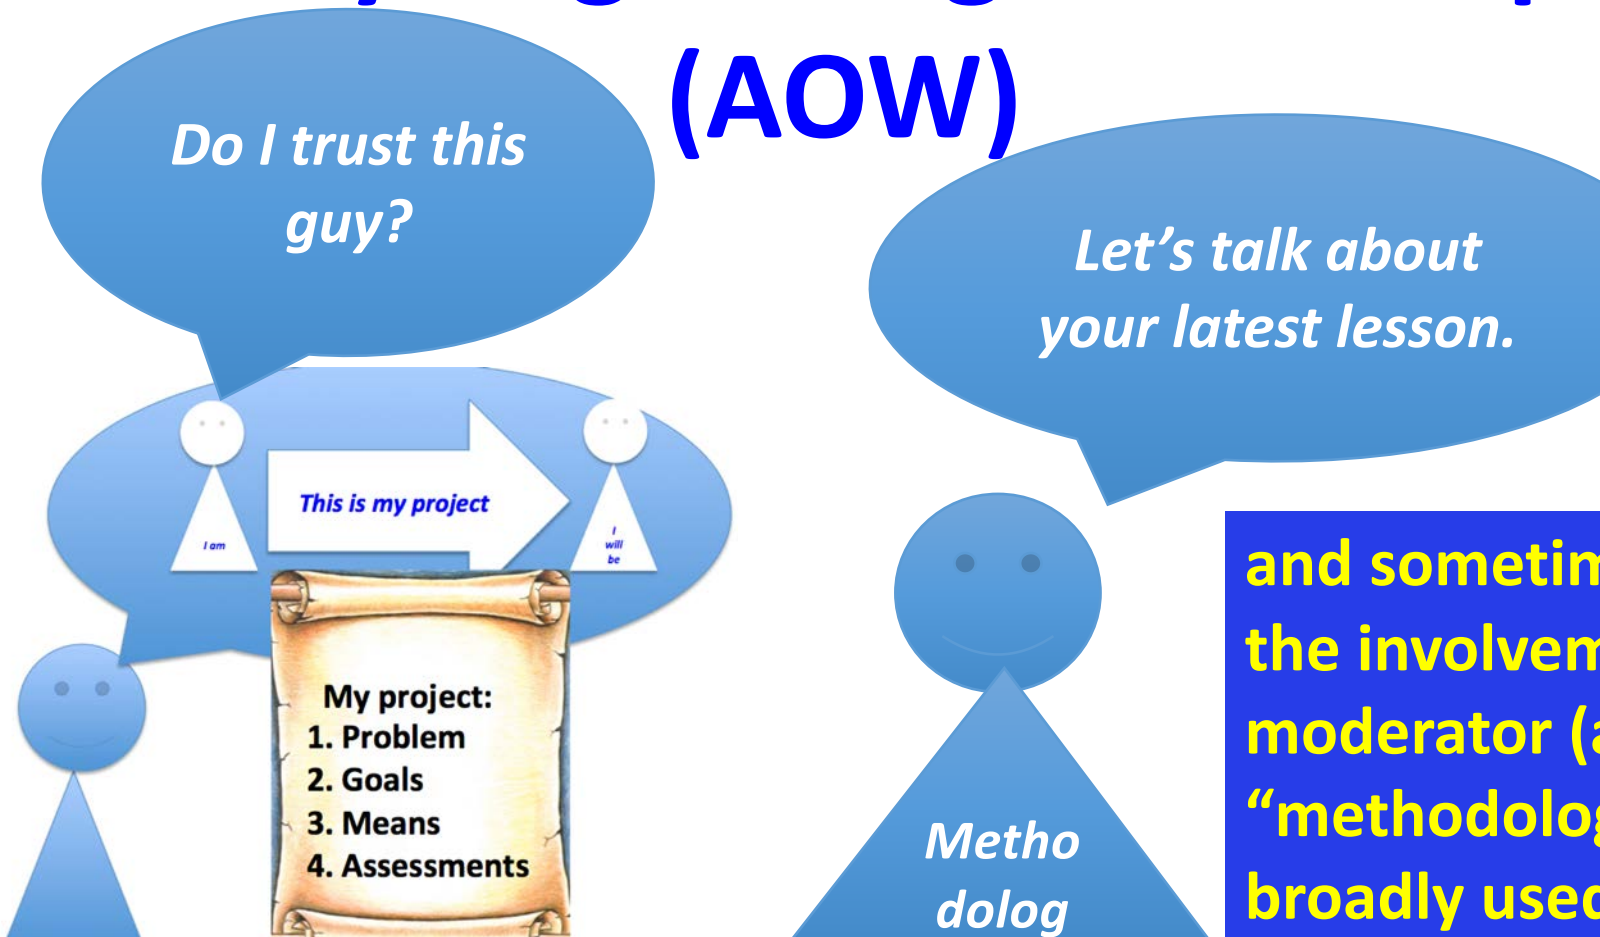 (AOW)
Do I trust this
guy?
Let’s talk about
your latest lesson.
This is my project
I am
I
will
be
My project:
1. Problem
2. Goals
3. Means
4. Assessments
Metho
dolog
and sometim
the involvem
moderator (a
“methodolog
broadly used